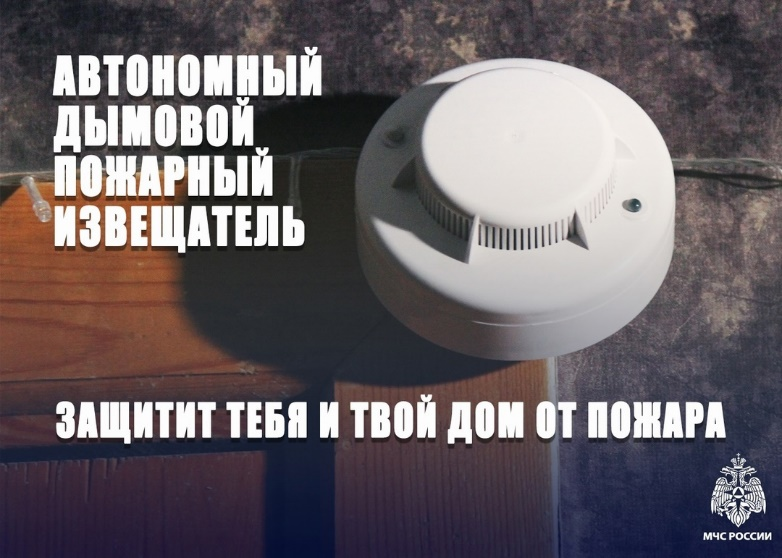 АВТОНОМНЫЙ
ДЫМОВОЙ
ПОЖАРНЫЙ
ИЗВЕЩАТЕЛЬ
ЗАЩИТИТ ТЕБЯ И ТВОЙ ДОМ ОТ ПОЖАРА
МЧС РОССИИ